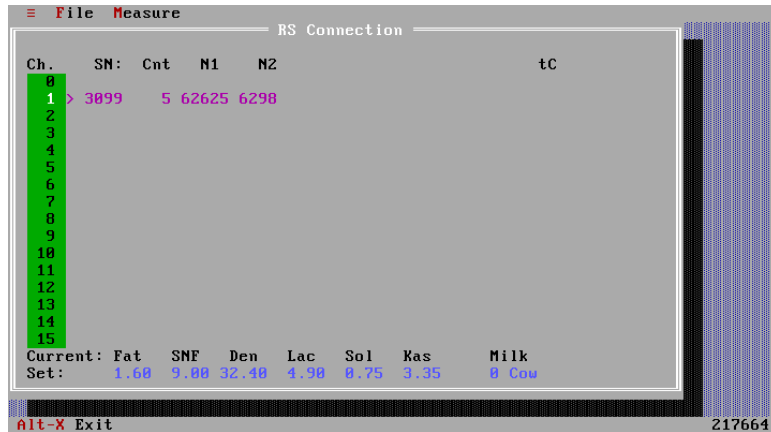 ≡ File Measure
RS Connection
Ch. SN: Cnt N1 N2 tC
0
1 > 3099 5 62625 6298
2
3
4
5
6
7
8
9
10
11
12
13
14
15
Current: Fat SNF Den Lac Sol Kas Milk
Set: 1.60 9.00 32.40 4.90 0.75 3.35 0 Cow
Alt-X Exit 217664